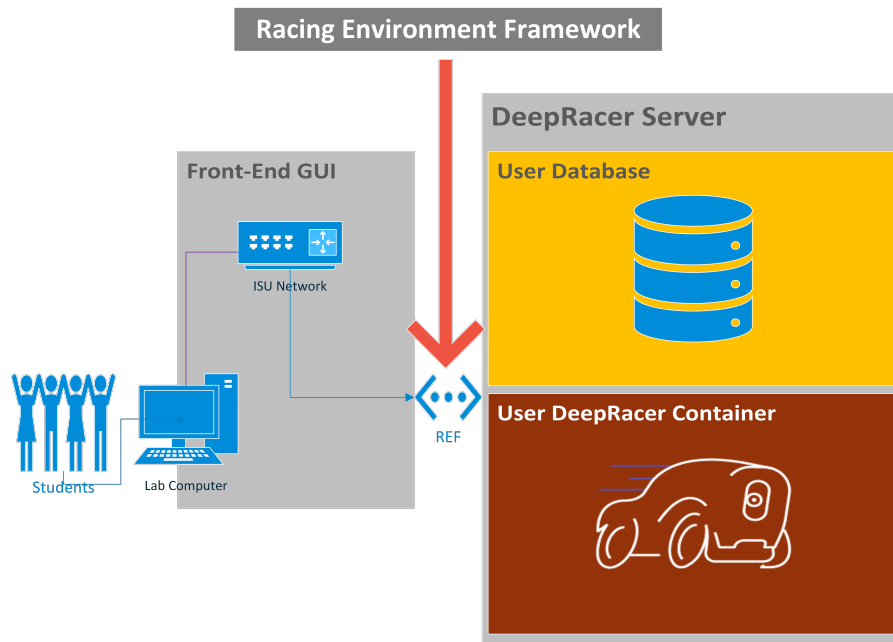 Racing Environment Framework
DeepRacer Server
Front-End GUI
User Database
ISU Network
User DeepRacer Container
REF
Students
Lab Computer